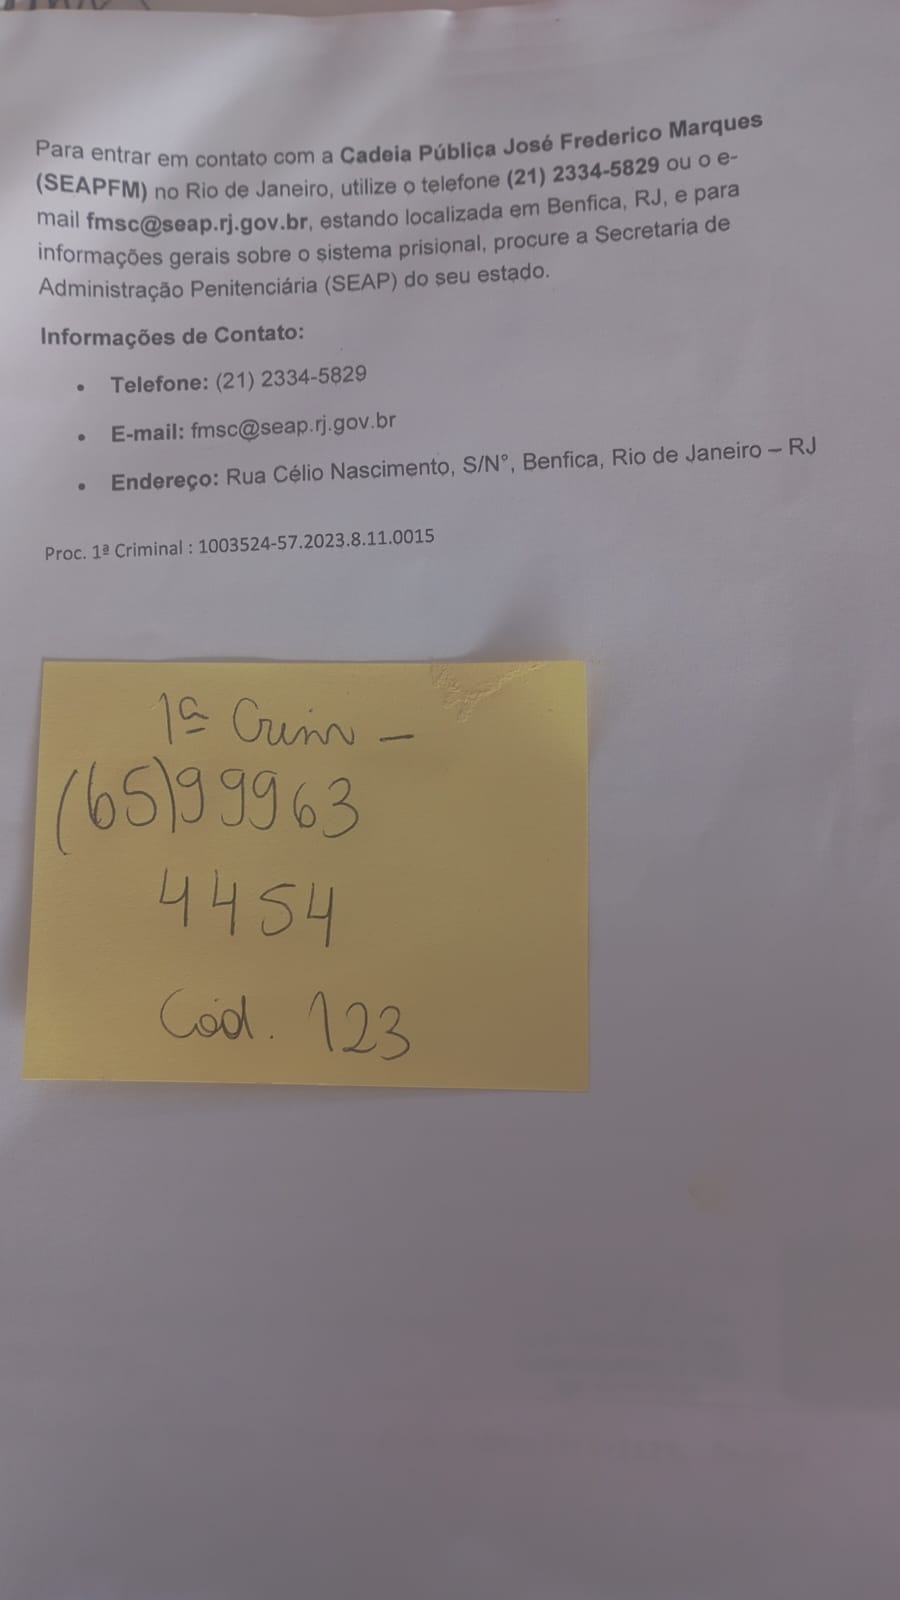 Para entrar em contato com a Cadeia Pública José Frederico Marques
(SEAPFM) no Rio de Janeiro, utilize o telefone (21) 2334-5829 ou o e-
mail fmsc@seap.rj.gov.br, estando localizada em Benfica, RJ, e para
informações gerais sobre o sistema prisional, procure a Secretaria de
Administração Penitenciária (SEAP) do seu estado.
Informações de Contato:
• Telefone: (21) 2334-5829
• E-mail: fmsc@seap.rj.gov.br
• Endereço: Rua Célio Nascimento, S/N°, Benfica, Rio de Janeiro – RJ
Proc. 1ª Criminal : 1003524-57.2023.8.11.0015
1ª Crim –
(65)99963
4454
Cód. 123